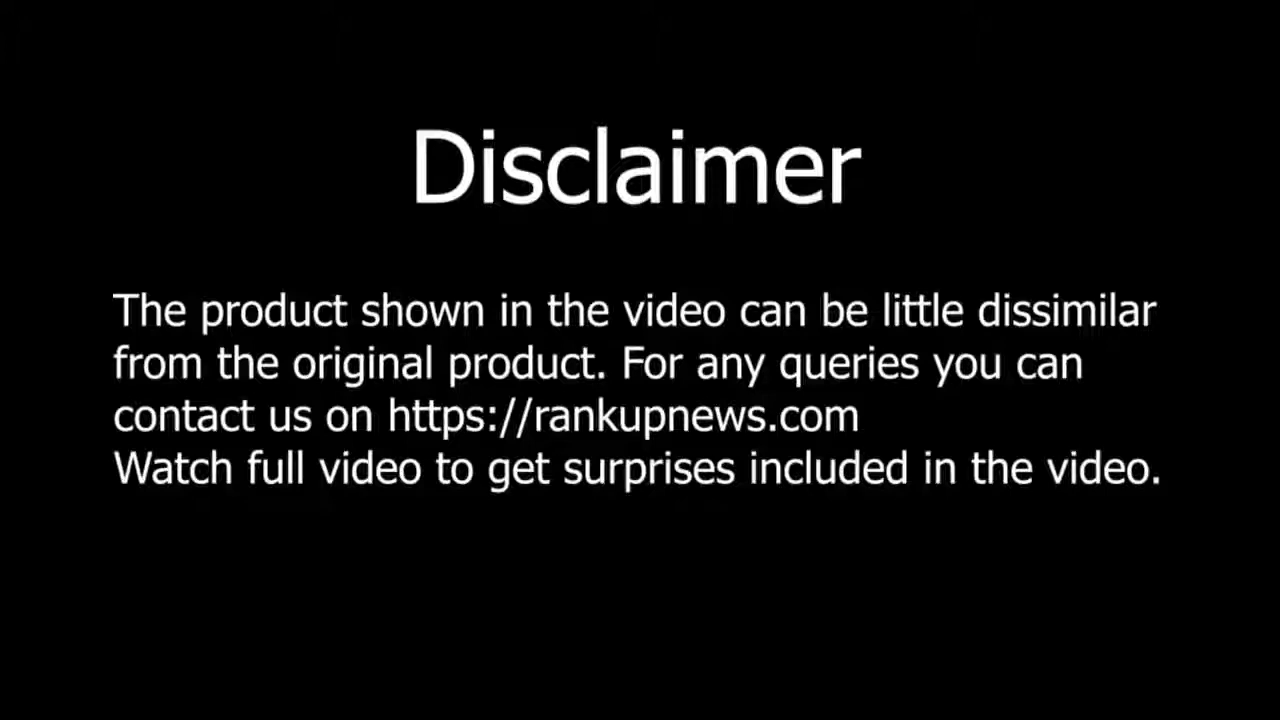 Disclaimer
The product shown in the video can be little dissimilar
from the original product. For any queries you can
contact us on https://rankupnews.com
Watch full video to get surprises included in the video.